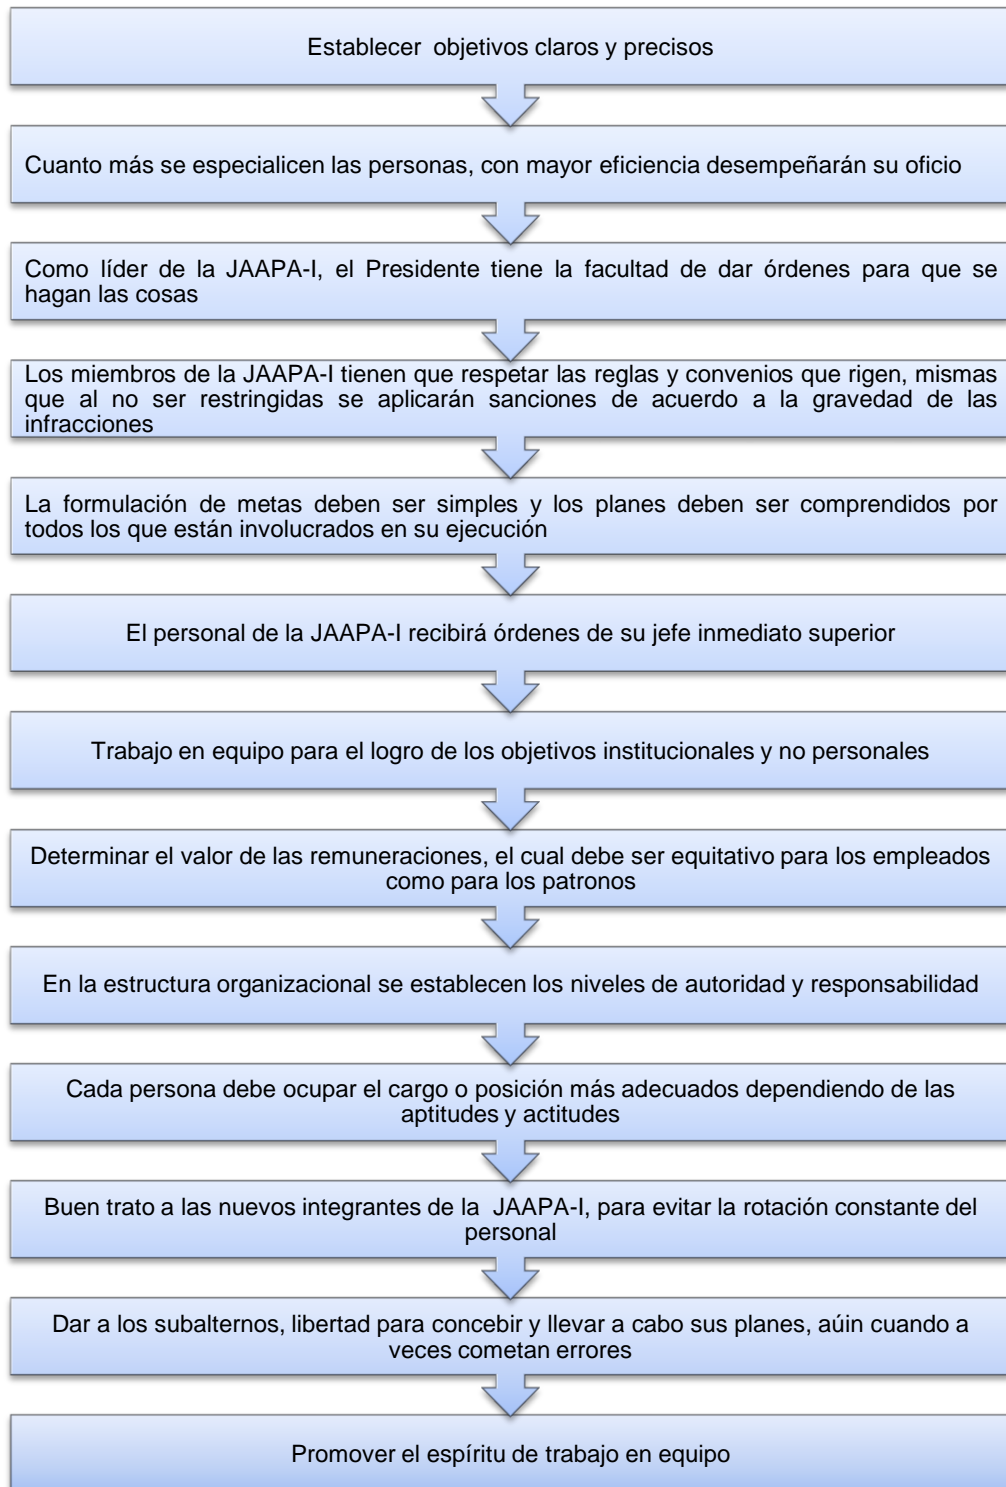 Establecer  objetivos claros y precisos
Cuanto más se especialicen las personas, con mayor eficiencia desempeñarán su oficio
Como líder de la JAAPA-I, el Presidente tiene la facultad de dar órdenes para que se
hagan las cosas
Los miembros de la JAAPA-I tienen que respetar las reglas y convenios que rigen, mismas
que al no ser restringidas se aplicarán sanciones de acuerdo a la gravedad de las
infracciones
La formulación de metas deben ser simples y los planes deben ser comprendidos por
todos los que están involucrados en su ejecución
El personal de la JAAPA-I recibirá órdenes de su jefe inmediato superior
Trabajo en equipo para el logro de los objetivos institucionales y no personales
Determinar el valor de las remuneraciones, el cual debe ser equitativo para los empleados
como para los patronos
En la estructura organizacional se establecen los niveles de autoridad y responsabilidad
Cada persona debe ocupar el cargo o posición más adecuados dependiendo de las
aptitudes y actitudes
Buen trato a las nuevos integrantes de la  JAAPA-I, para evitar la rotación constante del
personal
Dar a los subalternos, libertad para concebir y llevar a cabo sus planes, aúin cuando a
veces cometan errores
Promover el espíritu de trabajo en equipo